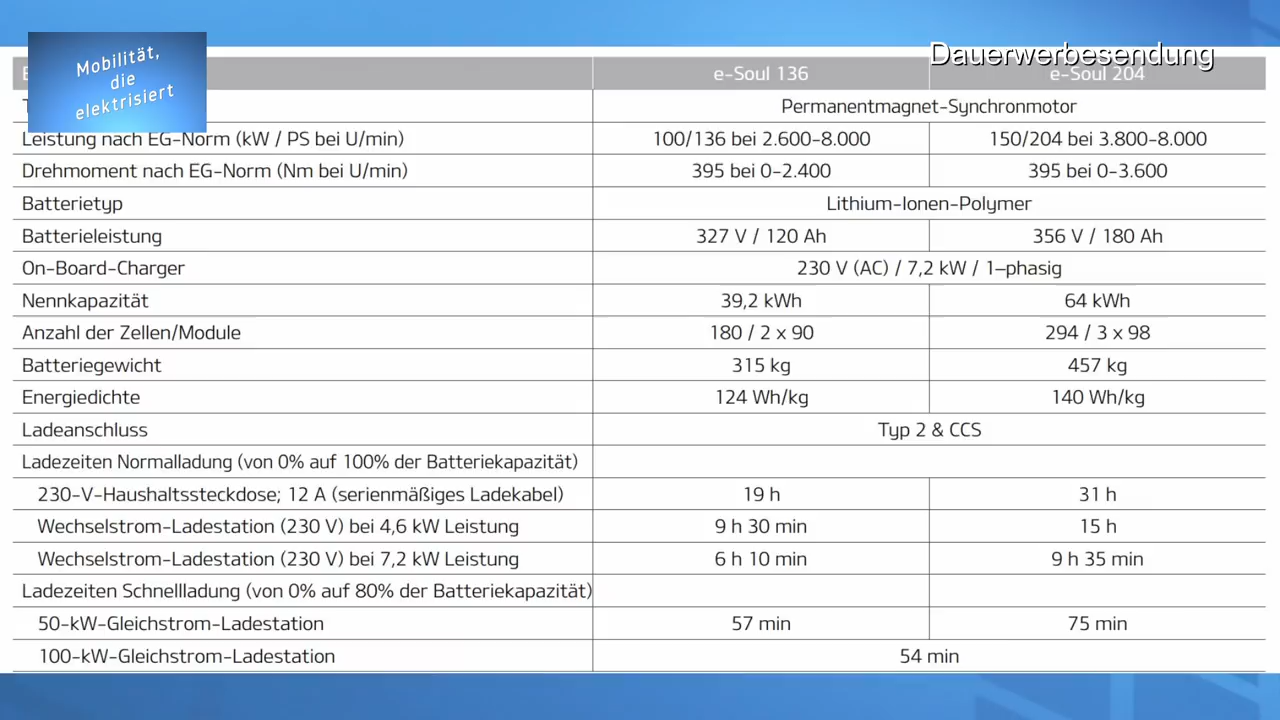 Mobilität,
die
elektrisiert
Dauerwerbesendung
e-Soul 136 e-Soul 204
Permanentmagnet-Synchronmotor
Leistung nach EG-Norm (kW / PS bei U/min) 100/136 bei 2.600-8.000 150/204 bei 3.800-8.000
Drehmoment nach EG-Norm (Nm bei U/min) 395 bei 0-2.400 395 bei 0-3.600
Batterietyp Lithium-Ionen-Polymer
Batterieleistung 327 V / 120 Ah 356 V / 180 Ah
On-Board-Charger 230 V (AC) / 7,2 kW / 1–phasig
Nennkapazität 39,2 kWh 64 kWh
Anzahl der Zellen/Module 180 / 2 x 90 294 / 3 x 98
Batteriegewicht 315 kg 457 kg
Energiedichte 124 Wh/kg 140 Wh/kg
Ladeanschluss Typ 2 & CCS
Ladezeiten Normalladung (von 0% auf 100% der Batteriekapazität)
230-V-Haushaltssteckdose; 12 A (serienmäßiges Ladekabel) 19 h 31 h
Wechselstrom-Ladestation (230 V) bei 4,6 kW Leistung 9 h 30 min 15 h
Wechselstrom-Ladestation (230 V) bei 7,2 kW Leistung 6 h 10 min 9 h 35 min
Ladezeiten Schnellladung (von 0% auf 80% der Batteriekapazität)
50-kW-Gleichstrom-Ladestation 57 min 75 min
100-kW-Gleichstrom-Ladestation 54 min